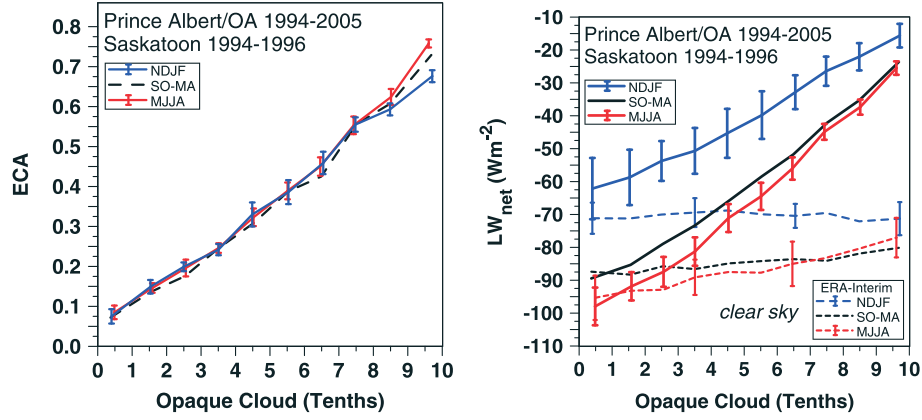 Prince Albert/OA 1994-2005
Saskatoon 1994-1996
NDJF
SO-MA
MJJA
0.8
0.7
0.6
0.5
0.4
0.3
0.2
0.1
0.0
ECA
0 1 2 3 4 5 6 7 8 9 10
Opaque Cloud (Tenths)
Prince Albert/OA 1994-2005
Saskatoon 1994-1996
NDJF
SO-MA
MJJA
-10
-20
-30
-40
-50
-60
-70
-80
-90
-100
-110
LWnet (Wm-2)
clear sky
ERA-Interim
NDJF
SO-MA
MJJA
0 1 2 3 4 5 6 7 8 9 10
Opaque Cloud (Tenths)